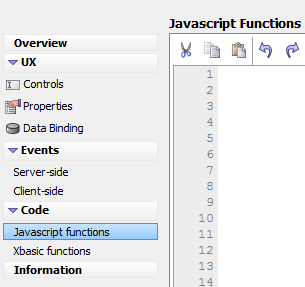 Javascript Functions
Overview
UX
Controls
Properties
Data Binding
Events
Server-side
Client-side
Code
Javascript functions
Xbasic functions
Information
1
2
3
4
5
6
7
8
9
10
11
12
13
14